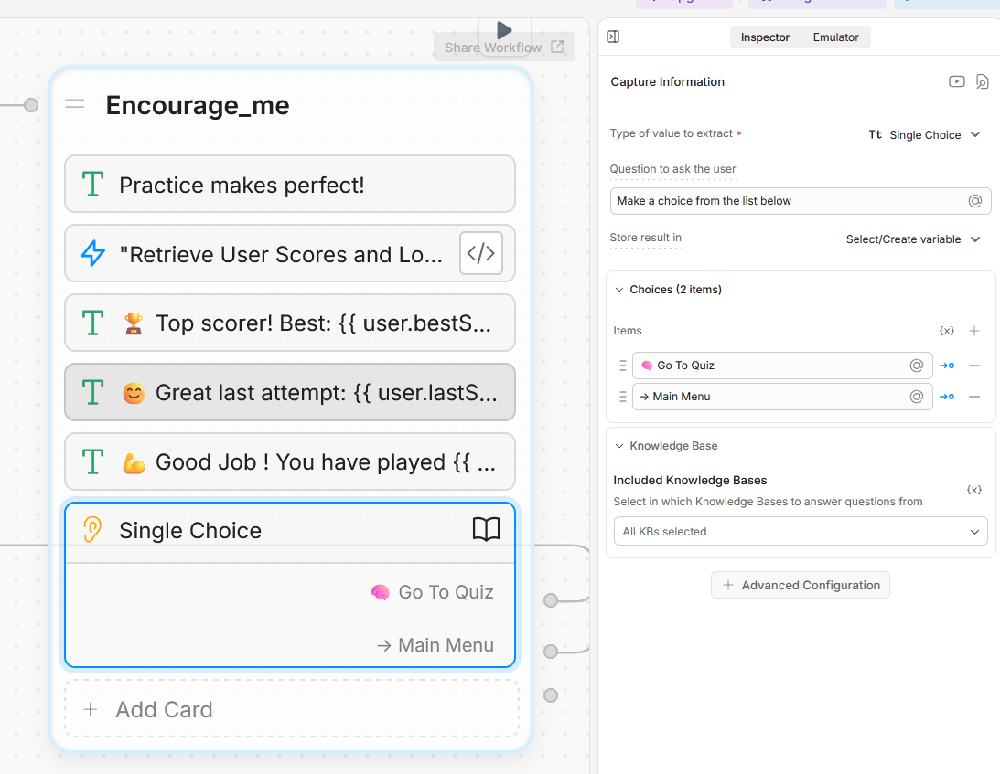 Share Workflow
Encourage_me
Practice makes perfect!
"Retrieve User Scores and Lo...
</>
🏆 Top scorer! Best: {{ user.bestS...
😊 Great last attempt: {{ user.lastS...
💪 Good Job ! You have played {{ ...
Single Choice
🧠 Go To Quiz
→ Main Menu
+ Add Card
Inspector Emulator
Capture Information
Type of value to extract *
Tt Single Choice
Question to ask the user
Make a choice from the list below @
Store result in
Select/Create variable
Choices (2 items)
Items {x} +
🧠 Go To Quiz @
→ Main Menu @
Knowledge Base
Included Knowledge Bases
{x}
Select in which Knowledge Bases to answer questions from
All KBs selected
+ Advanced Configuration